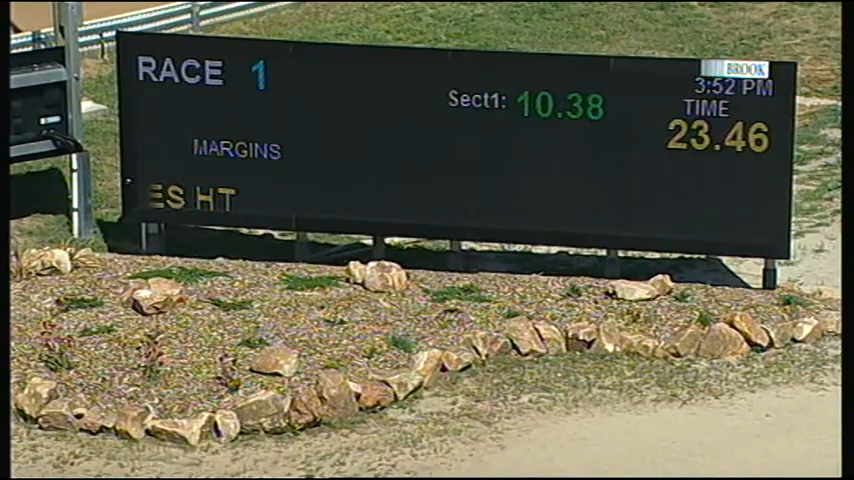 RACE 1
BROOK
3:52 PM
Sect1: 10.38
TIME
23.46
MARGINS
ES HT